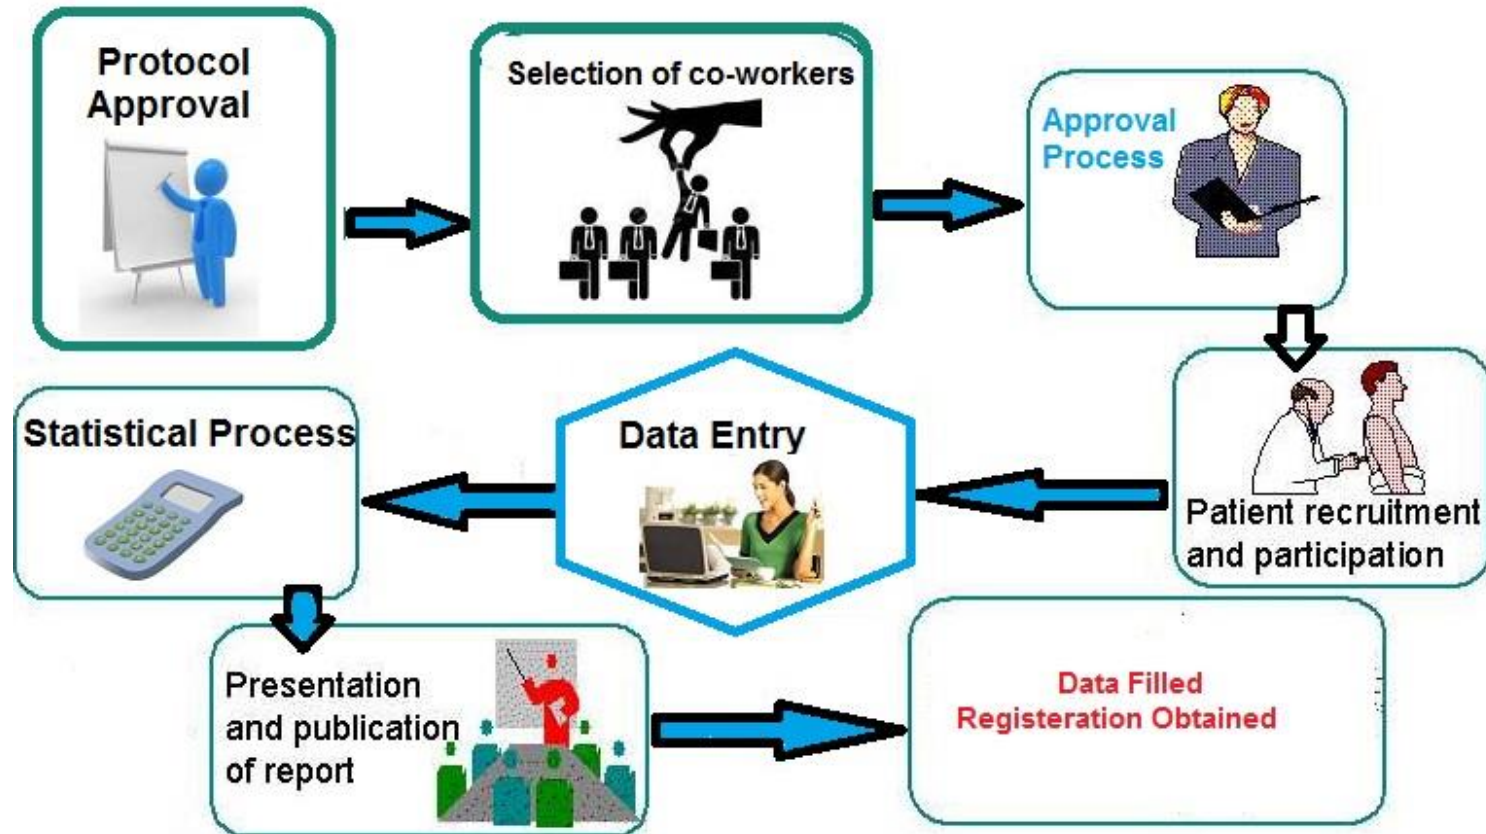 Protocol
Approval
Selection of co-workers
Approval
Process
Patient recruitment
and participation
Data Entry
Statistical Process
Presentation
and publication
of report
Data Filled
Registeration Obtained